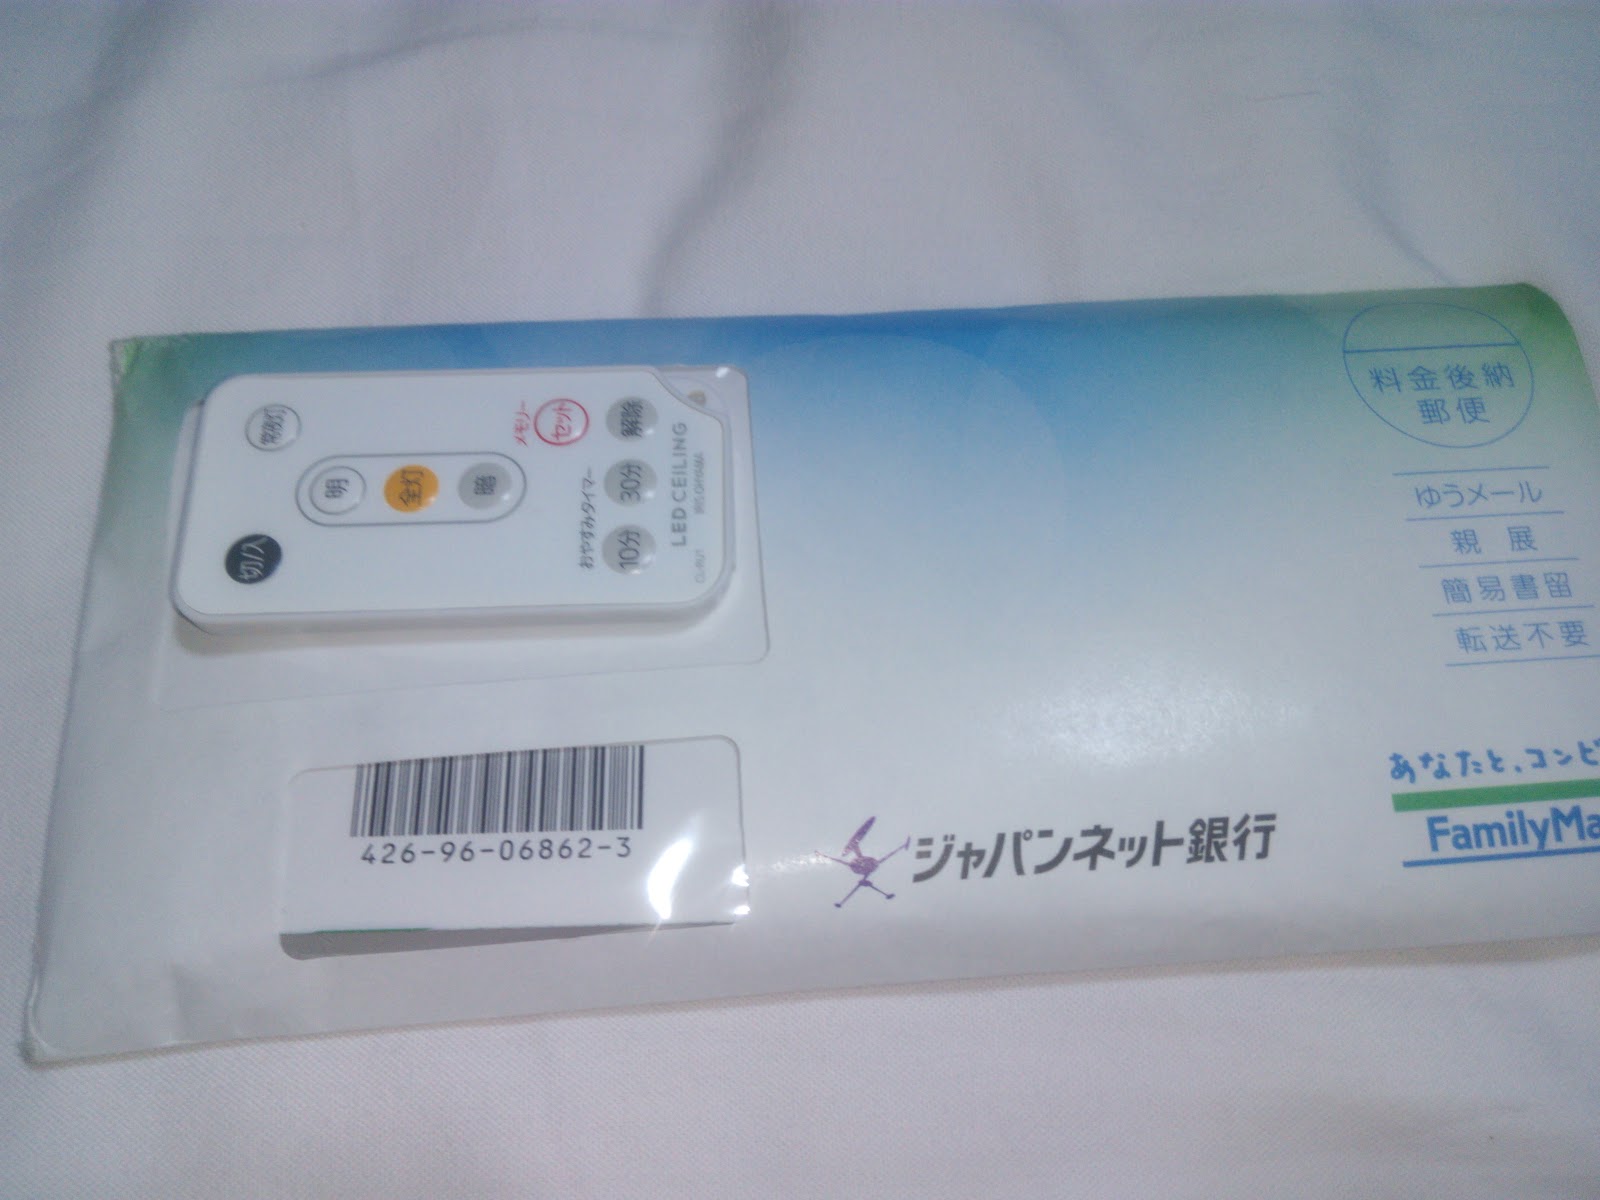 切/入
常夜灯
明
全灯
暗
メモリー
セット
おやすみタイマー
10分
30分
解除
LED CEILING
IRIS OHYAMA
426-96-06862-3
料金後納
郵便
ゆうメール
親展
簡易書留
転送不要
ジャパンネット銀行
あなたと、コンビ
FamilyMa